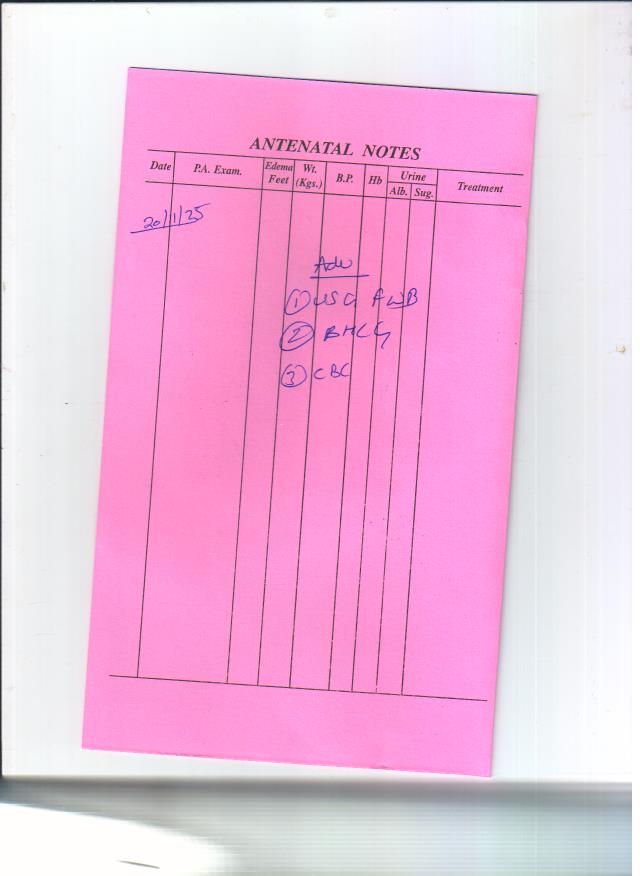 ANTENATAL NOTES
Date P.A. Exam. Edema Feet Wt. (Kgs.) B.P. Hb Urine Alb. Sug. Treatment
20/1/25
Adv
① USG FWB
② BHCG
③ CBC